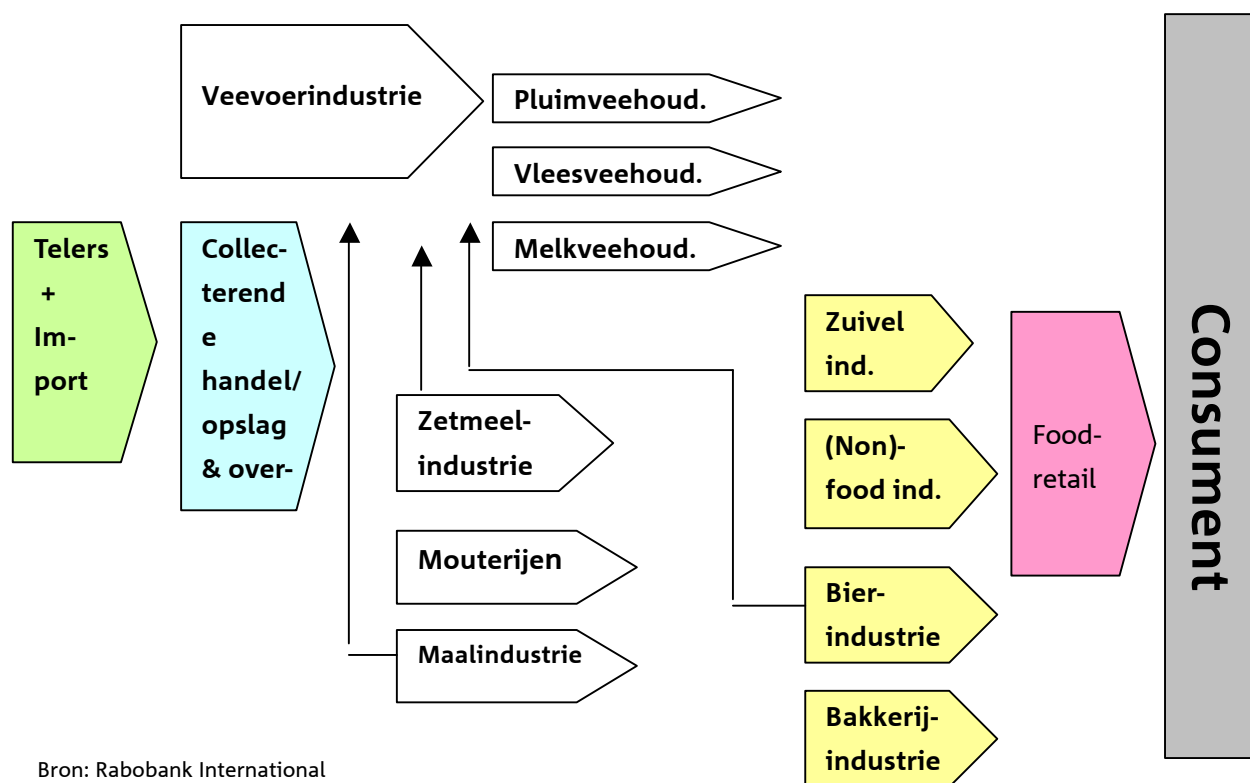 Veevoerindustrie
Pluimveehoud.
Vleesveehoud.
Melkveehoud.
Telers
+
Im-
port
Collec-
terend
e
handel/
opslag
& over-
Zetmeel-
industrie
Mouterijen
Maalindustrie
Zuivel
ind.
(Non)-
food ind.
Bier-
industrie
Bakkerij-
industrie
Food-
retail
Consument
Bron: Rabobank International